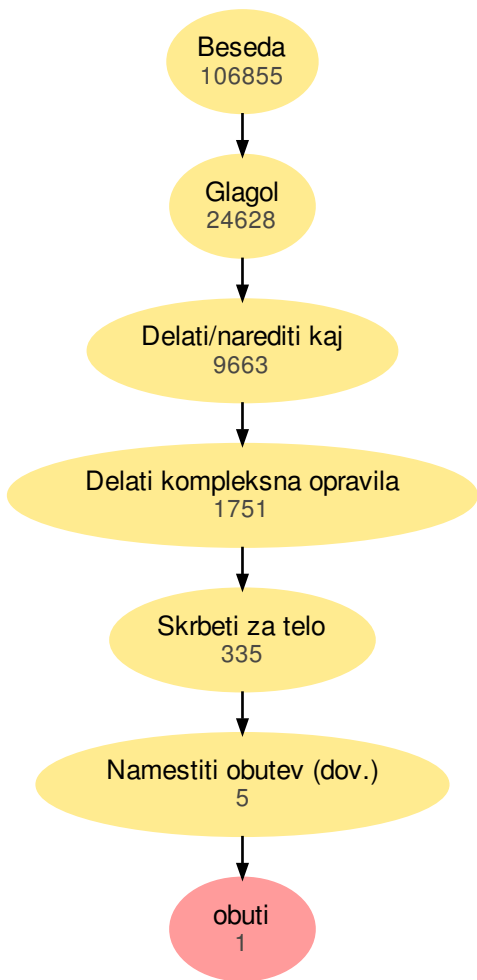 Beseda
106855
Glagol
24628
Delati/narediti kaj
9663
Delati kompleksna opravila
1751
Skrbeti za telo
335
Namestiti obutev (dov.)
5
obuti
1